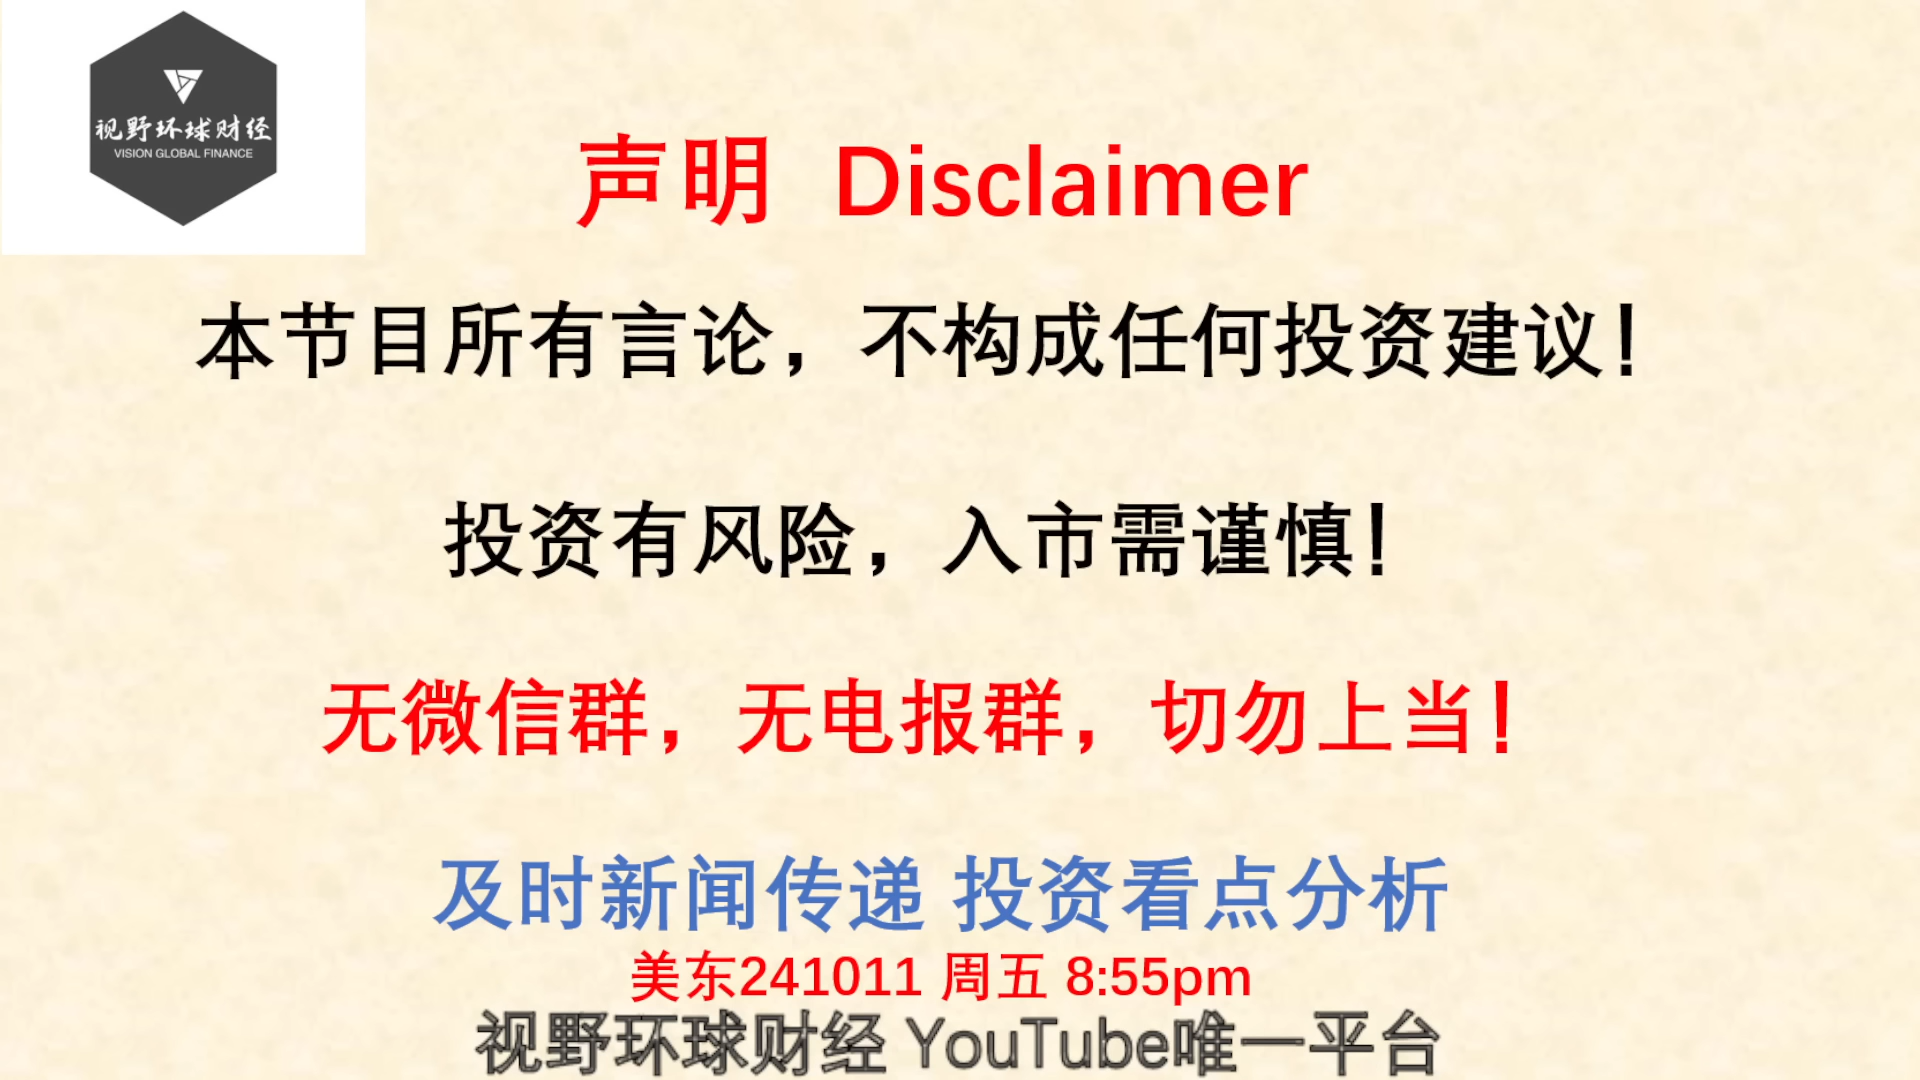 视野环球财经
VISION GLOBAL FINANCE
声明 Disclaimer
本节目所有言论，不构成任何投资建议！
投资有风险，入市需谨慎！
无微信群，无电报群，切勿上当！
及时新闻传递 投资看点分析
美东241011 周五 8:55pm
视野环球财经 YouTube唯一平台